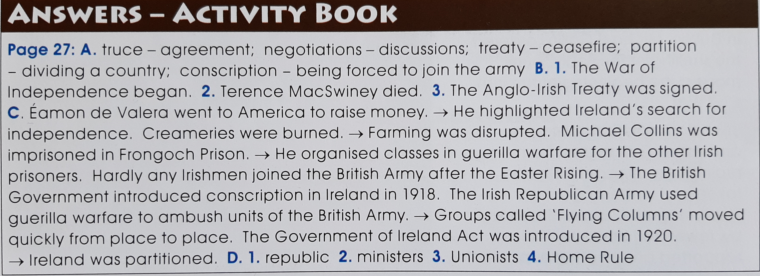 ANSWERS – ACTIVITY BOOK
Page 27: A. truce – agreement; negotiations – discussions; treaty – ceasefire; partition
– dividing a country; conscription – being forced to join the army B. 1. The War of
Independence began. 2. Terence MacSwiney died. 3. The Anglo-Irish Treaty was signed.
C. Éamon de Valera went to America to raise money. → He highlighted Ireland's search for
independence. Creameries were burned. → Farming was disrupted. Michael Collins was
imprisoned in Frongoch Prison. → He organised classes in guerilla warfare for the other Irish
prisoners. Hardly any Irishmen joined the British Army after the Easter Rising. → The British
Government introduced conscription in Ireland in 1918. The Irish Republican Army used
guerilla warfare to ambush units of the British Army. → Groups called 'Flying Columns' moved
quickly from place to place. The Government of Ireland Act was introduced in 1920.
→ Ireland was partitioned. D. 1. republic 2. ministers 3. Unionists 4. Home Rule